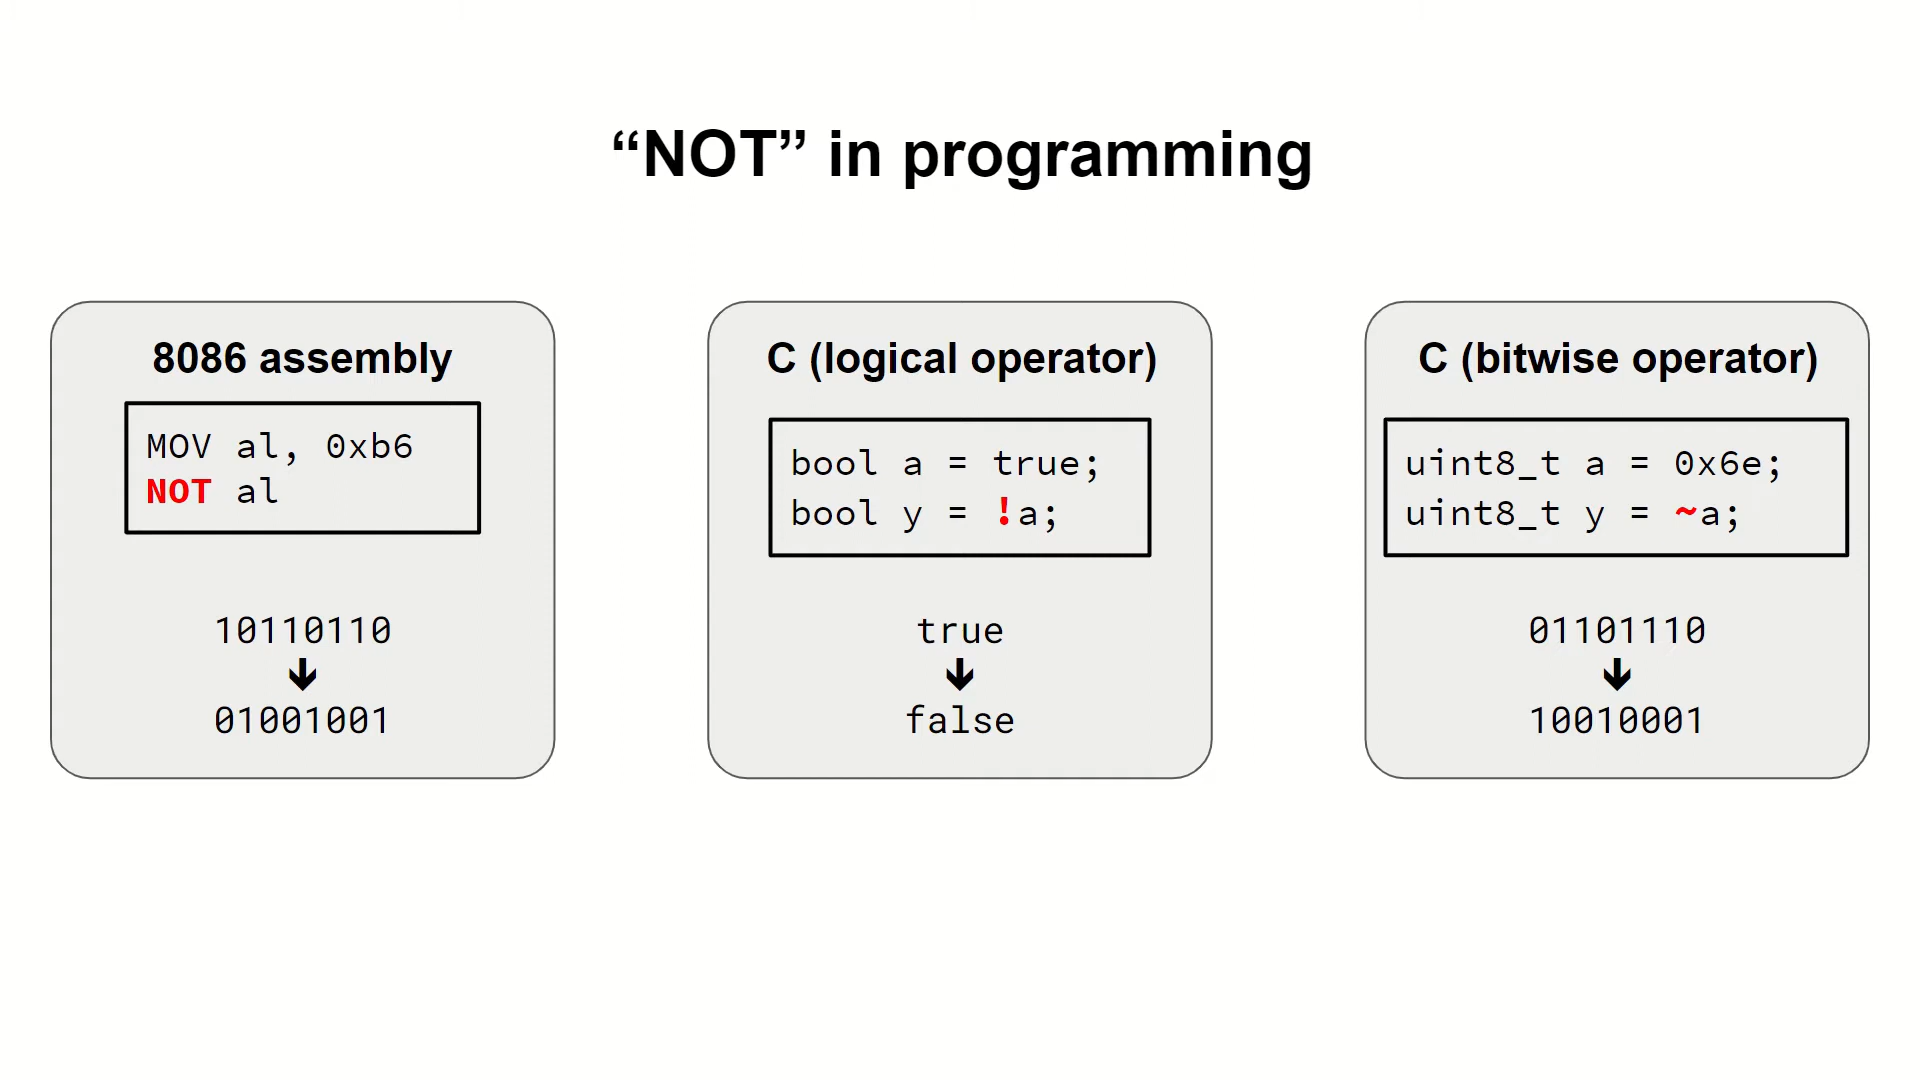 “NOT” in programming
8086 assembly
MOV al, 0xb6
NOT al
10110110
🡫
01001001
C (logical operator)
bool a = true;
bool y = !a;
true
🡫
false
C (bitwise operator)
uint8_t a = 0x6e;
uint8_t y = ~a;
01101110
🡫
10010001